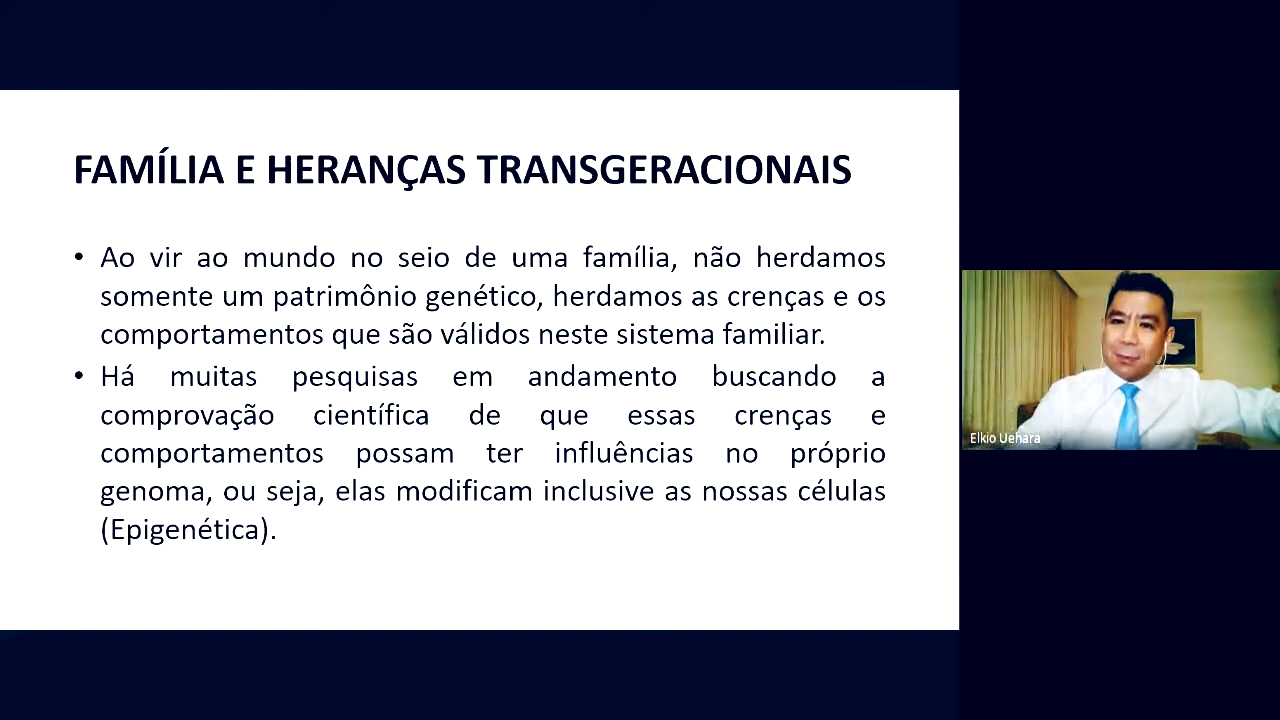 FAMÍLIA E HERANÇAS TRANSGERACIONAIS
• Ao vir ao mundo no seio de uma família, não herdamos
somente um patrimônio genético, herdamos as crenças e os
comportamentos que são válidos neste sistema familiar.
• Há muitas pesquisas em andamento buscando a
comprovação científica de que essas crenças e
comportamentos possam ter influências no próprio
genoma, ou seja, elas modificam inclusive as nossas células
(Epigenética).
Elkio Uehara